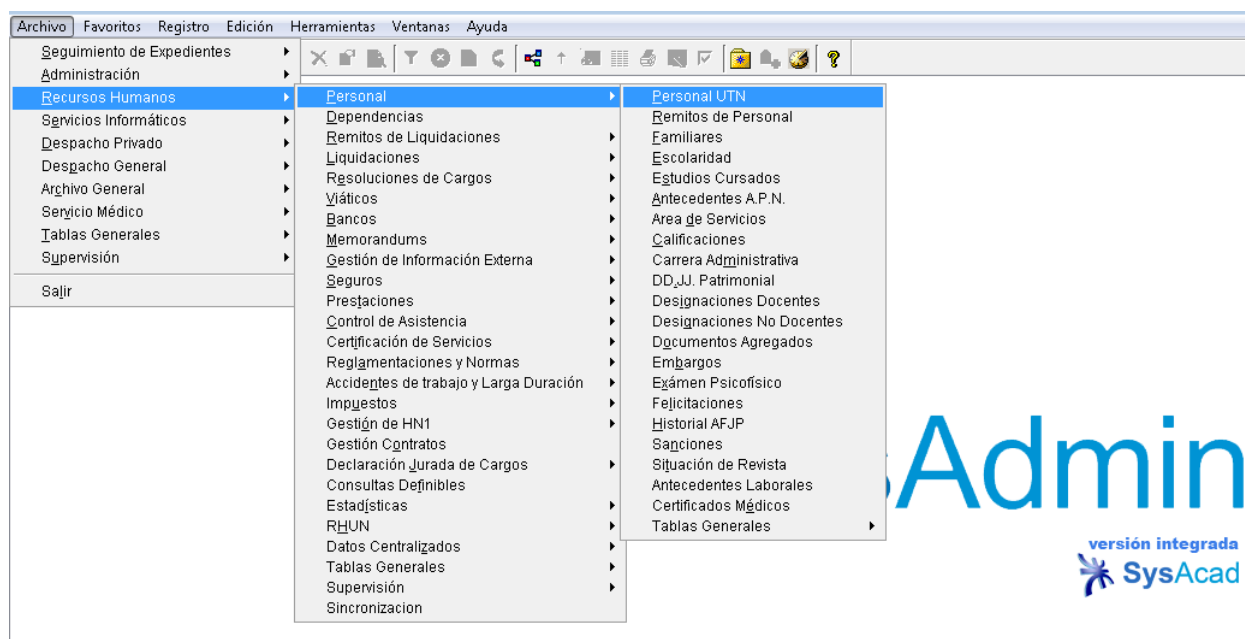 Archivo Favoritos Registro Edición Herramientas Ventanas Ayuda
Seguimiento de Expedientes
Administración
Recursos Humanos
Servicios Informáticos
Despacho Privado
Despacho General
Archivo General
Servicio Médico
Tablas Generales
Supervisión
Salir
Personal
Dependencias
Remitos de Liquidaciones
Liquidaciones
Resoluciones de Cargos
Viáticos
Bancos
Memorandums
Gestión de Información Externa
Seguros
Prestaciones
Control de Asistencia
Certificación de Servicios
Reglamentaciones y Normas
Accidentes de trabajo y Larga Duración
Impuestos
Gestión de HN1
Gestión Contratos
Declaración Jurada de Cargos
Consultas Definibles
Estadísticas
RHUN
Datos Centralizados
Tablas Generales
Supervisión
Sincronizacion
Personal UTN
Remitos de Personal
Familiares
Escolaridad
Estudios Cursados
Antecedentes A.P.N.
Area de Servicios
Calificaciones
Carrera Administrativa
DD.JJ. Patrimonial
Designaciones Docentes
Designaciones No Docentes
Documentos Agregados
Embargos
Exámen Psicofísico
Felicitaciones
Historial AFJP
Sanciones
Situación de Revista
Antecedentes Laborales
Certificados Médicos
Tablas Generales
sAdmin
versión integrada
SysAcad